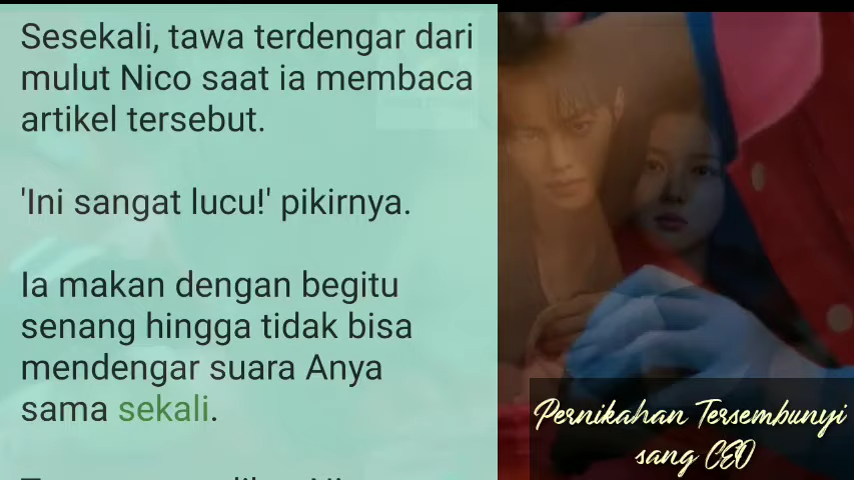 Sesekali, tawa terdengar dari
mulut Nico saat ia membaca
artikel tersebut.
'Ini sangat lucu!' pikirnya.
Ia makan dengan begitu
senang hingga tidak bisa
mendengar suara Anya
sama sekali.
Pernikahan Tersembunyi
sang CEO